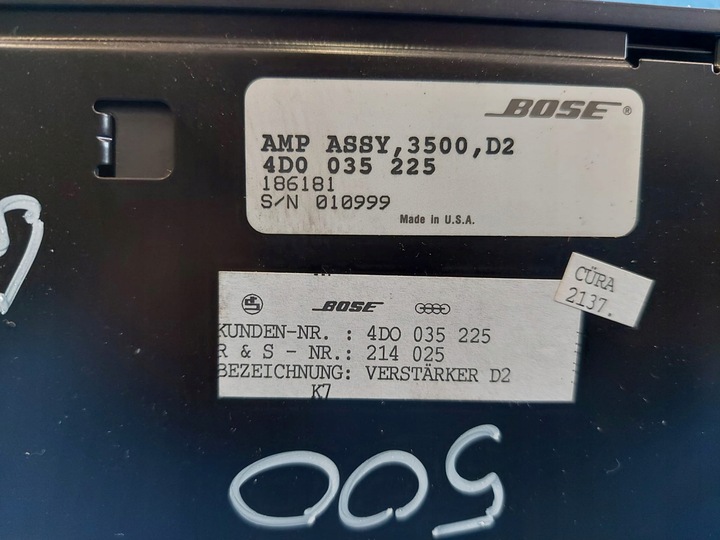 BOSE®
AMP ASSY,3500,D2
4D0 035 225
186181
S/N 010999
Made in U.S.A.
BOSE
KUNDEN-NR. : 4D0 035 225
R & S - NR.: 214 025
BEZEICHNUNG: VERSTÄRKER D2
K7
CÜRA
2137.
500